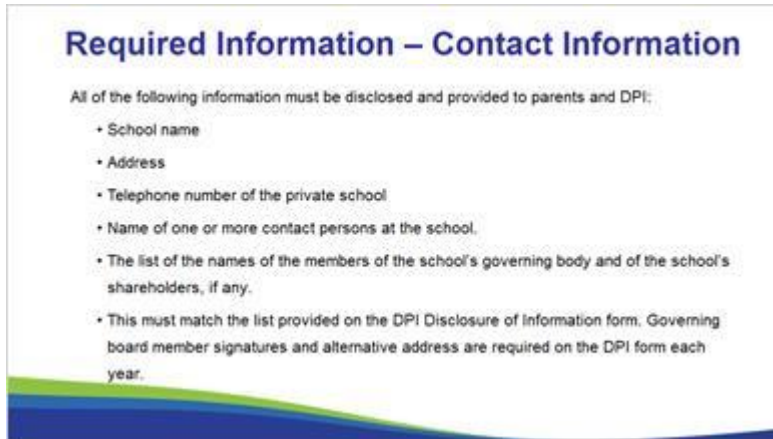 Required Information – Contact Information
All of the following information must be disclosed and provided to parents and DPI:
• School name
• Address
• Telephone number of the private school
• Name of one or more contact persons at the school.
• The list of the names of the members of the school's governing body and of the school's
shareholders, if any.
• This must match the list provided on the DPI Disclosure of Information form. Governing
board member signatures and alternative address are required on the DPI form each
year.